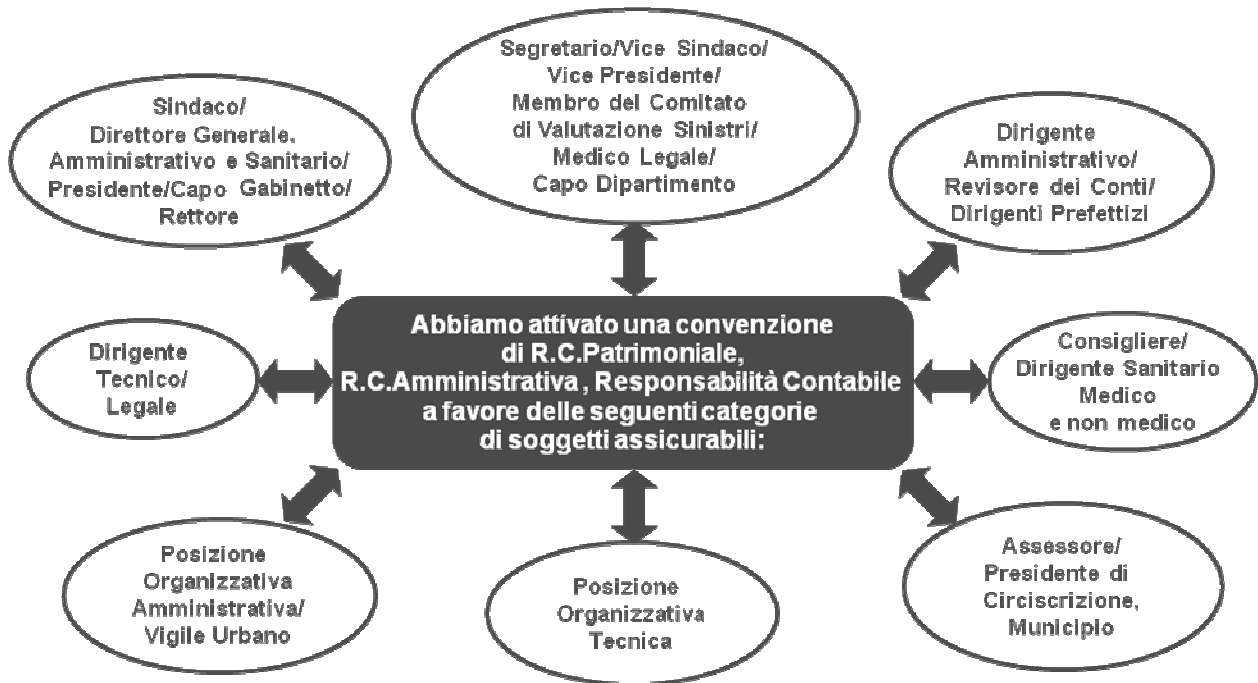 Segretario/Vice Sindaco/
Vice Presidente/
Membro del Comitato
di Valutazione Sinistri/
Medico Legale/
Capo Dipartimento
Sindaco/
Direttore Generale.
Amministrativo e Sanitario/
Presidente/Capo Gabinetto/
Rettore
Dirigente
Amministrativo/
Revisore dei Conti/
Dirigenti Prefettizi
Abbiamo attivato una convenzione
di R.C.Patrimoniale,
R.C.Amministrativa, Responsabilità Contabile
a favore delle seguenti categorie
di soggetti assicurabili:
Dirigente
Tecnico/
Legale
Consigliere/
Dirigente Sanitario
Medico
e non medico
Posizione
Organizzativa
Amministrativa/
Vigile Urbano
Posizione
Organizzativa
Tecnica
Assessore/
Presidente di
Circiscrizione,
Municipio